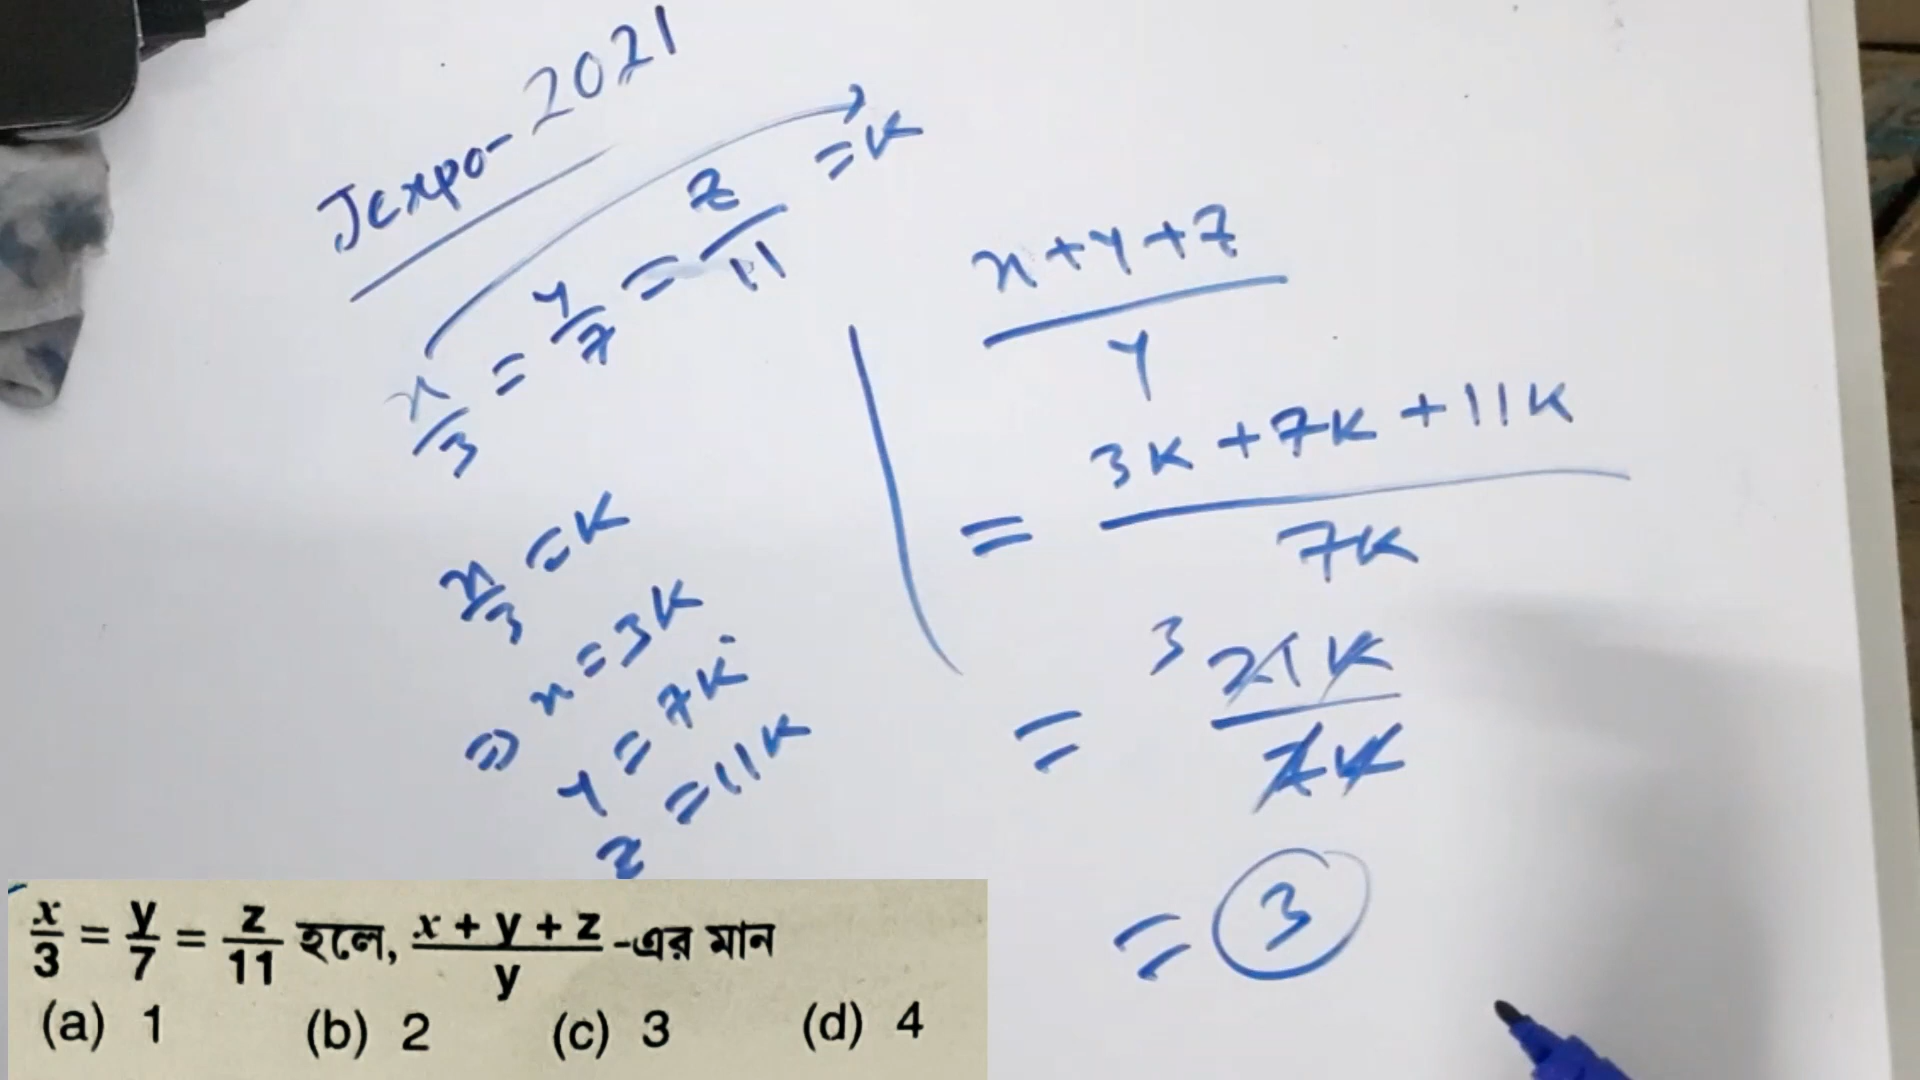 Jexpo-2021
x/3 = y/7 = z/11 = K
x/3 = K
⇒ x = 3K
y = 7K
z = 11K
x+y+z / y
= 3K + 7K + 11K / 7K
= 3 21K / 7K
= 3
x/3 = y/7 = z/11 হলে, x + y + z / y -এর মান
(a) 1 (b) 2 (c) 3 (d) 4